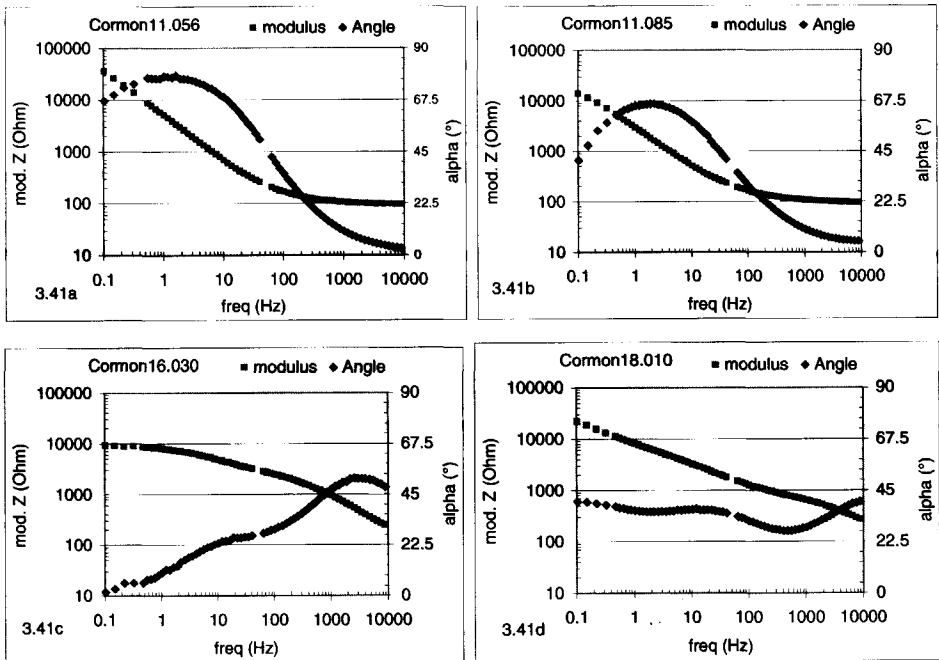 Cormon11.056 ■ modulus ◆ Angle
100000
10000
1000
100
10
90
67.5
45
22.5
0
mod. Z (Ohm)
alpha (°)
0.1 1 10 100 1000 10000
freq (Hz)
3.41a
Cormon11.085 ■ modulus ◆ Angle
100000
10000
1000
100
10
90
67.5
45
22.5
0
mod. Z (Ohm)
alpha (°)
0.1 1 10 100 1000 10000
freq (Hz)
3.41b
Cormon16.030 ■ modulus ◆ Angle
100000
10000
1000
100
10
90
67.5
45
22.5
0
mod. Z (Ohm)
alpha (°)
0.1 1 10 100 1000 10000
freq (Hz)
3.41c
Cormon18.010 ■ modulus ◆ Angle
100000
10000
1000
100
10
90
67.5
45
22.5
0
mod. Z (Ohm)
alpha (°)
0.1 1 10 100 1000 10000
freq (Hz)
3.41d